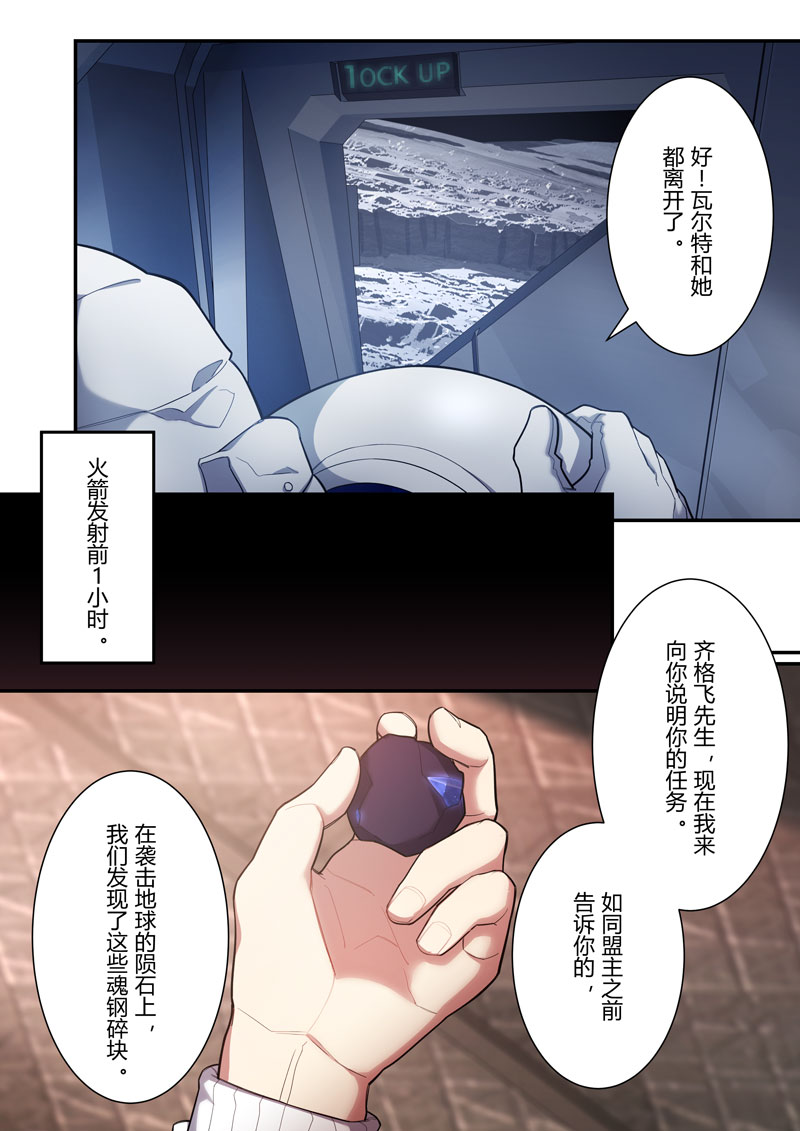 1OCK UP
好！瓦尔特和她
都离开了。
火箭发射前1小时。
齐格飞先生，现在我来
向你说明你的任务。
如同盟主之前
告诉你的，
在袭击地球的陨石上，
我们发现了这些魂钢碎块。